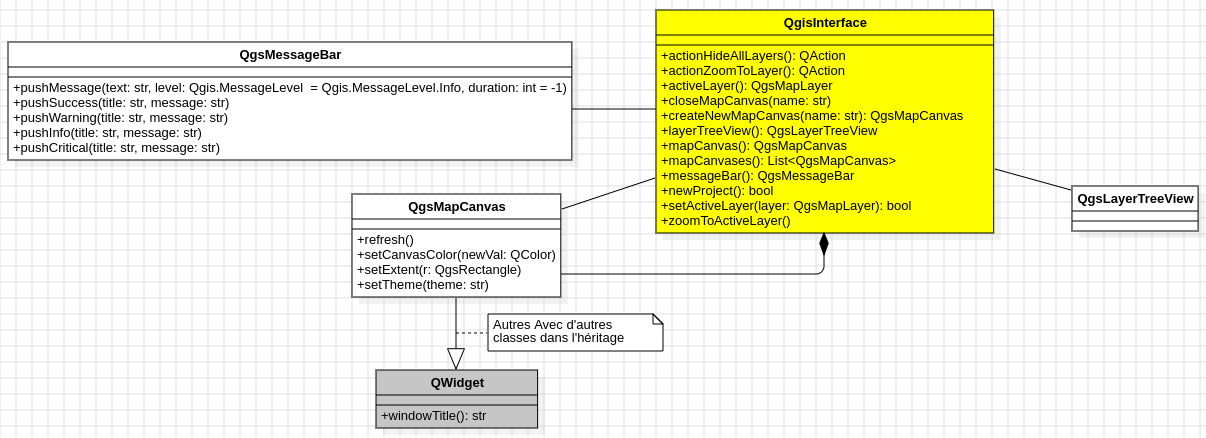 QgsMessageBar
+pushMessage(text: str, level: Qgis.MessageLevel  = Qgis.MessageLevel.Info, duration: int = -1)
+pushSuccess(title: str, message: str)
+pushWarning(title: str, message: str)
+pushInfo(title: str, message: str)
+pushCritical(title: str, message: str)
QgisInterface
+actionHideAllLayers(): QAction
+actionZoomToLayer(): QAction
+activeLayer(): QgsMapLayer
+closeMapCanvas(name: str)
+createNewMapCanvas(name: str): QgsMapCanvas
+layerTreeView(): QgsLayerTreeView
+mapCanvas(): QgsMapCanvas
+mapCanvases(): List<QgsMapCanvas>
+messageBar(): QgsMessageBar
+newProject(): bool
+setActiveLayer(layer: QgsMapLayer): bool
+zoomToActiveLayer()
QgsLayerTreeView
QgsMapCanvas
+refresh()
+setCanvasColor(newVal: QColor)
+setExtent(r: QgsRectangle)
+setTheme(theme: str)
Autres Avec d'autres
classes dans l'héritage
QWidget
+windowTitle(): str